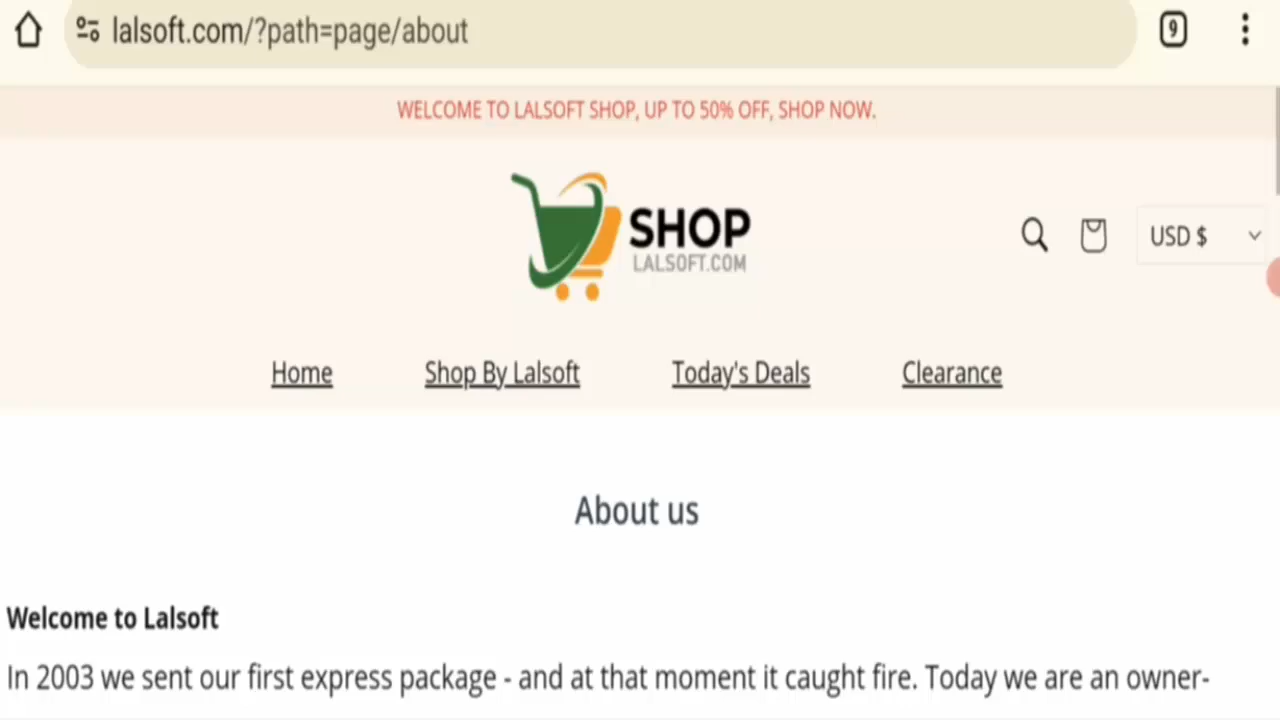 lalsoft.com/?path=page/about
9
WELCOME TO LALSOFT SHOP, UP TO 50% OFF, SHOP NOW.
SHOP
LALSOFT.COM
USD $
Home Shop By Lalsoft Today's Deals Clearance
About us
Welcome to Lalsoft
In 2003 we sent our first express package - and at that moment it caught fire. Today we are an owner-